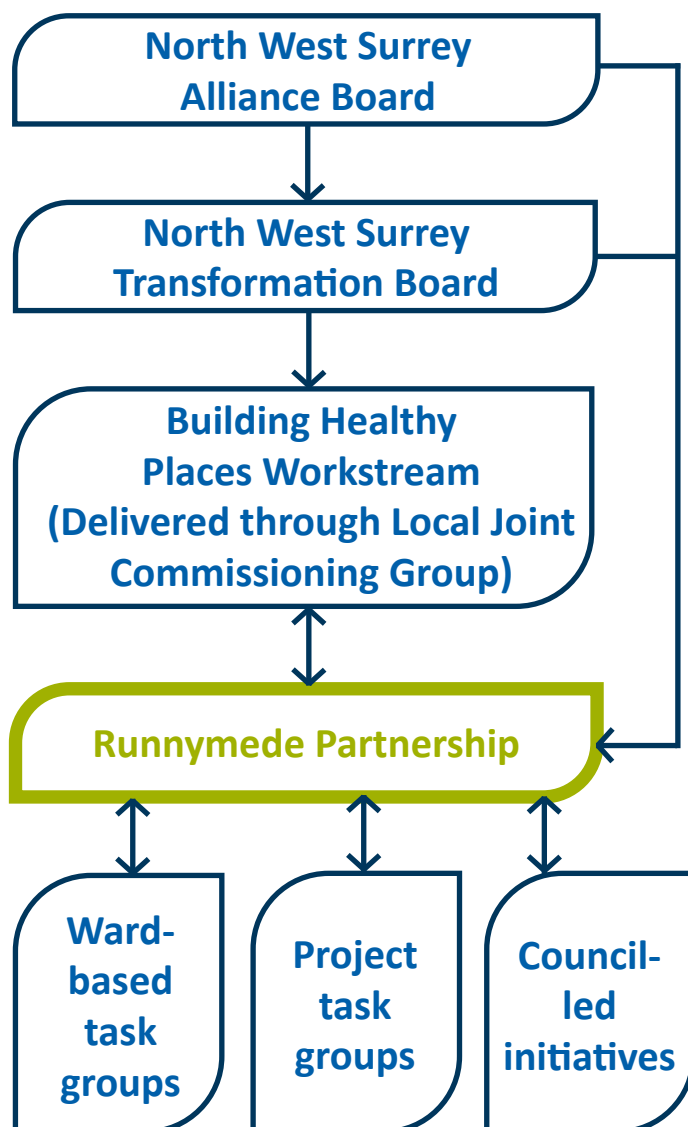 North West Surrey
Alliance Board
North West Surrey
Transformation Board
Building Healthy
Places Workstream
(Delivered through Local Joint
Commissioning Group)
Runnymede Partnership
Ward-
based
task
groups
Project
task
groups
Council-
led
initiatives